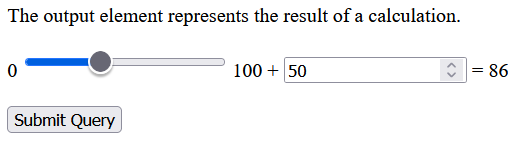 The output element represents the result of a calculation.
0 100 + 50 = 86
Submit Query